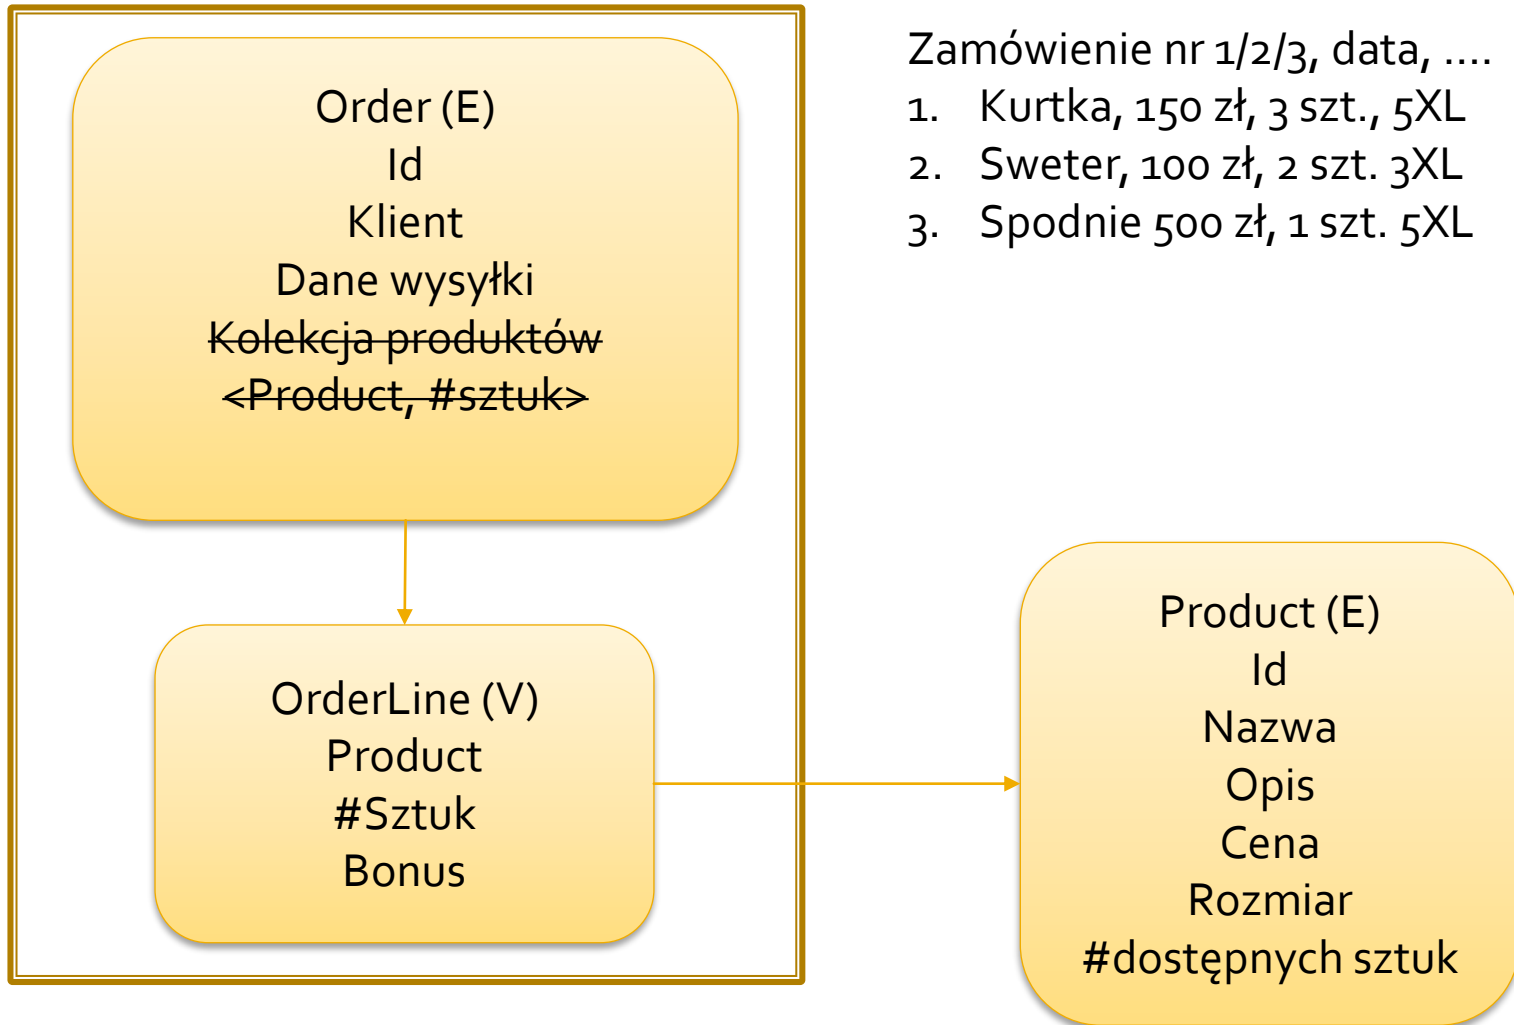 Order (E)
Id
Klient
Dane wysyłki
Kolekcja produktów
<Product, #sztuk>
Zamówienie nr 1/2/3, data, ....
1. Kurtka, 150 zł, 3 szt., 5XL
2. Sweter, 100 zł, 2 szt. 3XL
3. Spodnie 500 zł, 1 szt. 5XL
OrderLine (V)
Product
#Sztuk
Bonus
Product (E)
Id
Nazwa
Opis
Cena
Rozmiar
#dostępnych sztuk